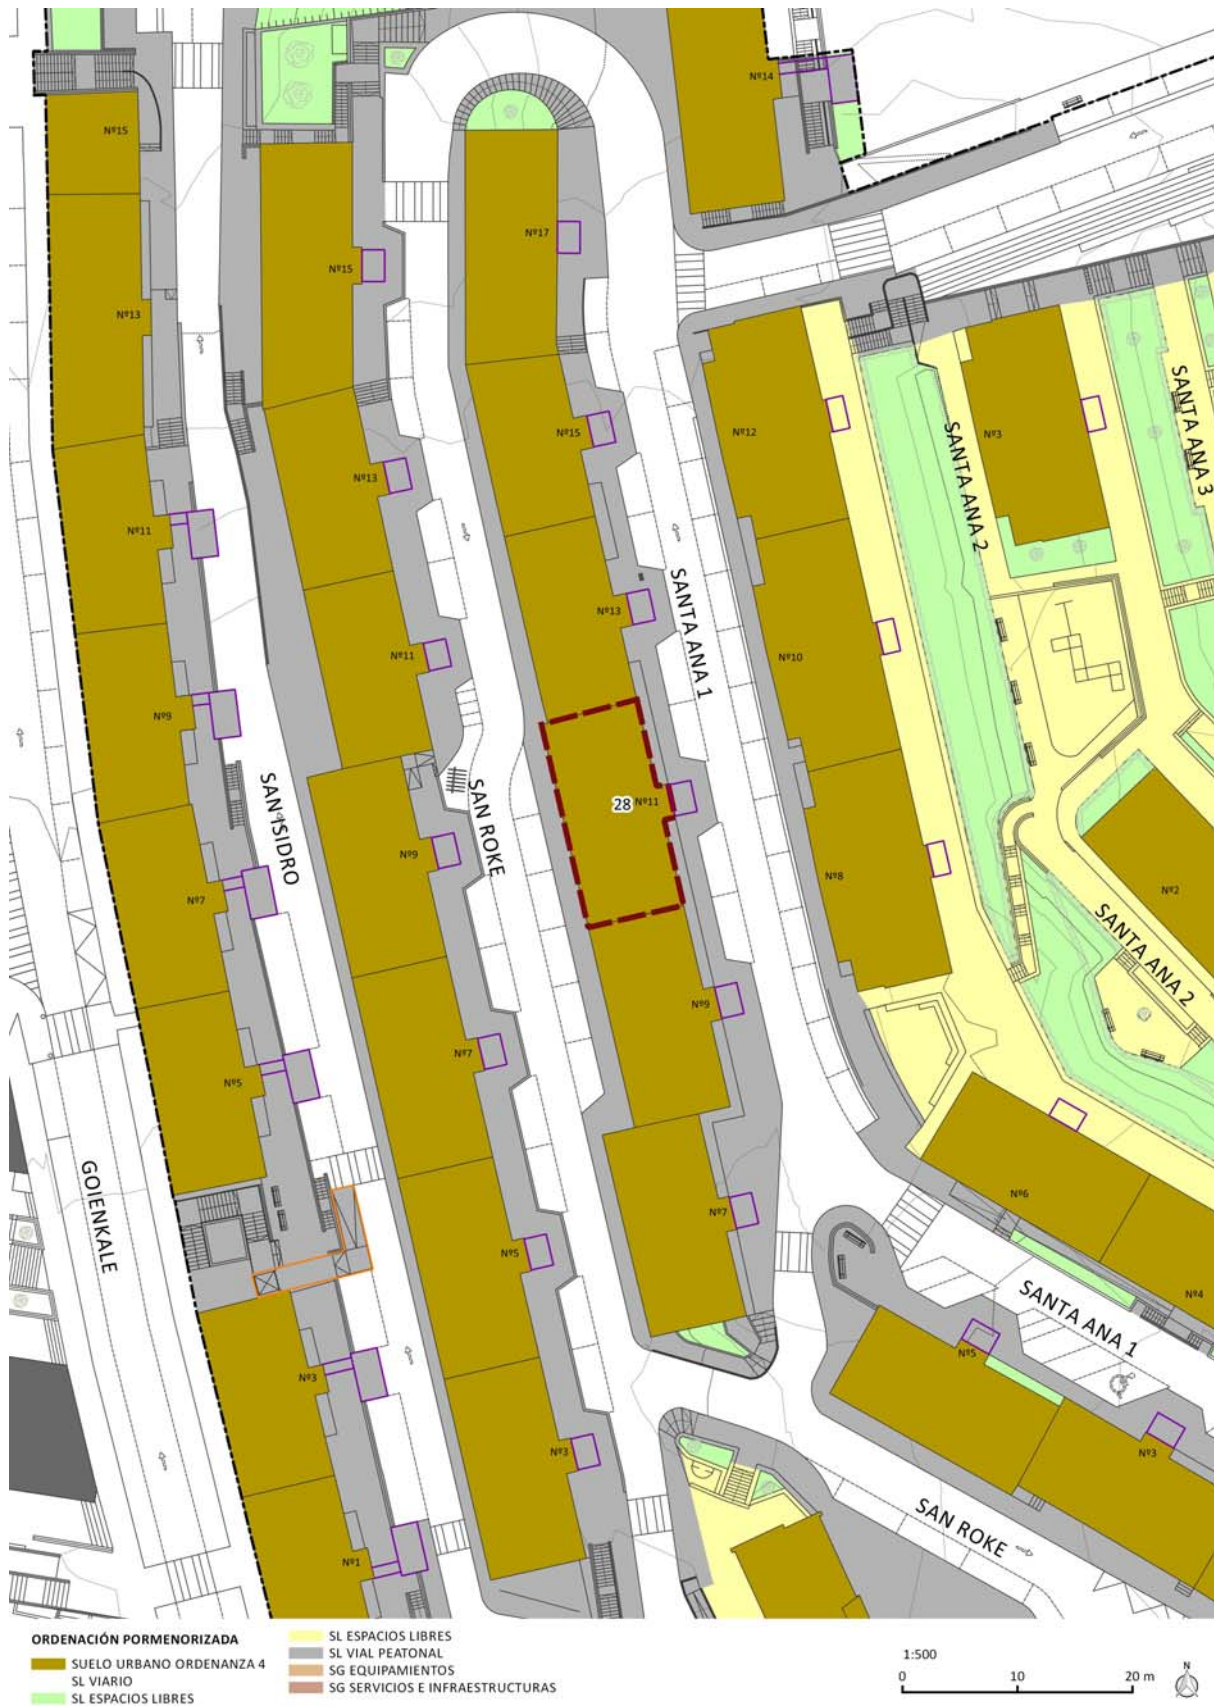 Nº14
Nº15
Nº17
Nº15
Nº13
SANTA ANA 3
Nº12
Nº15
Nº3
SANTA ANA 2
Nº13
Nº11
SANTA ANA 1
Nº13
Nº11
Nº10
Nº9
SAN ISIDRO
SAN ROKE
28
Nº11
Nº9
Nº8
Nº2
Nº7
SANTA ANA 2
Nº9
Nº7
Nº5
GOIENKALE
Nº6
Nº7
Nº5
Nº4
SANTA ANA 1
Nº5
Nº3
Nº3
Nº3
SAN ROKE
Nº1
ORDENACIÓN PORMENORIZADA
SUELO URBANO ORDENANZA 4
SL VIARIO
SL ESPACIOS LIBRES
SL ESPACIOS LIBRES
SL VIAL PEATONAL
SG EQUIPAMIENTOS
SG SERVICIOS E INFRAESTRUCTURAS
1:500
0 10 20 m
N